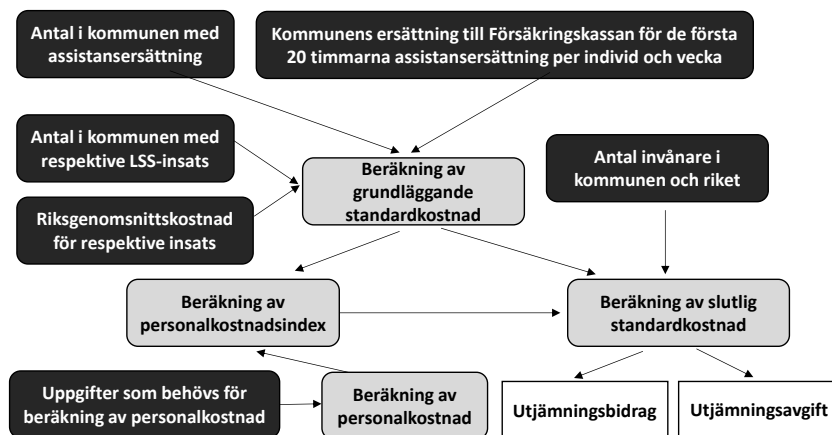 Antal i kommunen med
assistansersättning
Kommunens ersättning till Försäkringskassan för de första
20 timmarna assistansersättning per individ och vecka
Antal i kommunen med
respektive LSS-insats
Beräkning av
grundläggande
standardkostnad
Antal invånare i
kommunen och riket
Riksgenomsnittskostnad
för respektive insats
Beräkning av
personalkostnadsindex
Beräkning av slutlig
standardkostnad
Uppgifter som behövs för
beräkning av personalkostnad
Beräkning av
personalkostnad
Utjämningsbidrag
Utjämningsavgift